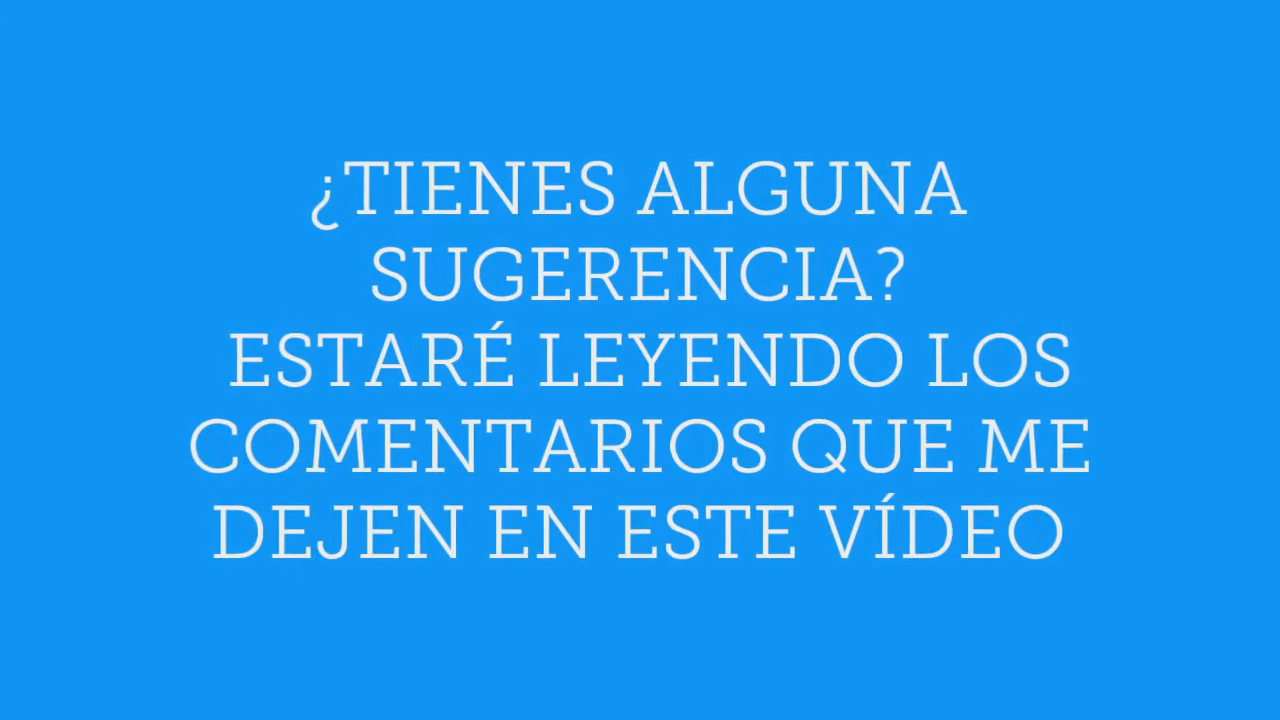 ¿TIENES ALGUNA
SUGERENCIA?
ESTARÉ LEYENDO LOS
COMENTARIOS QUE ME
DEJEN EN ESTE VÍDEO